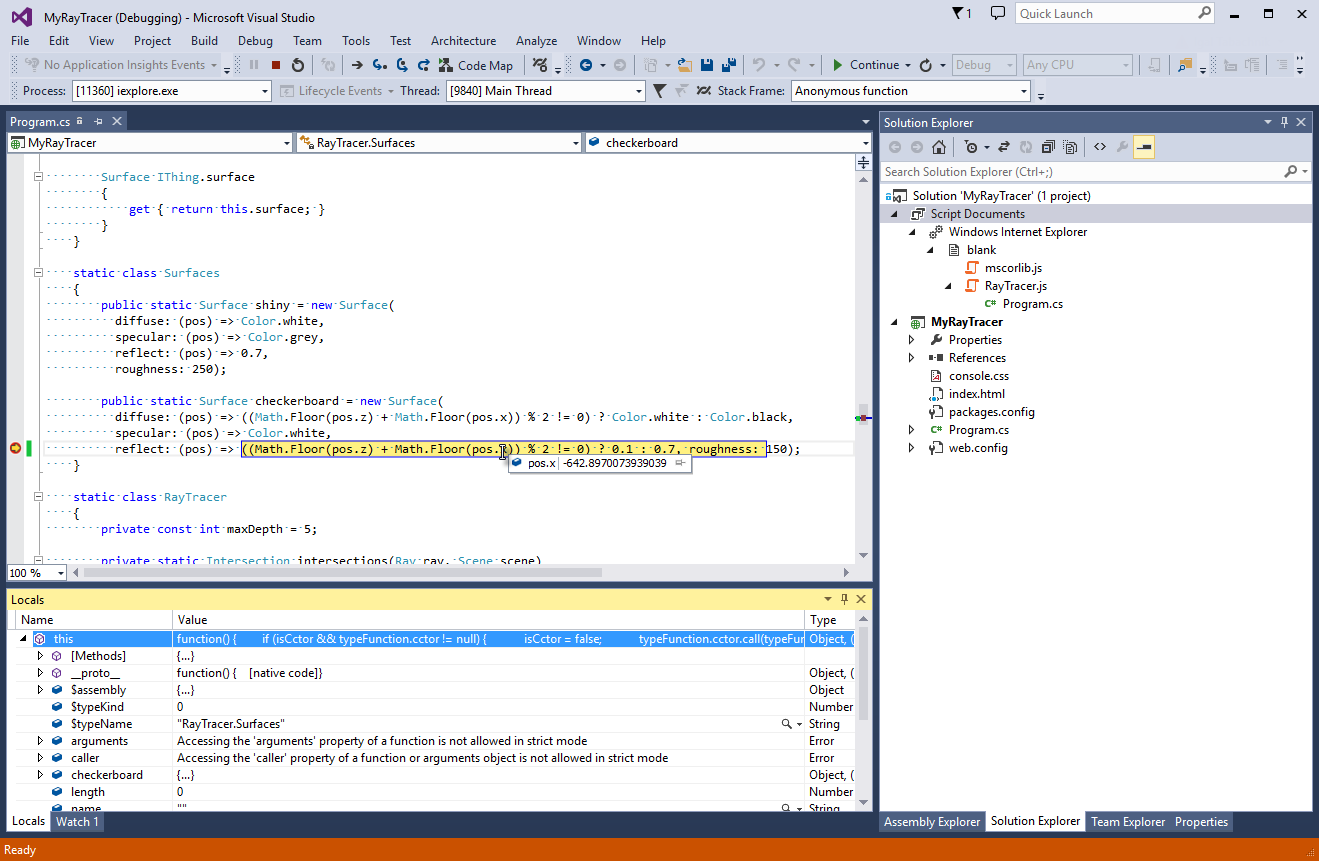 MyRayTracer (Debugging) - Microsoft Visual Studio
1
Quick Launch
File Edit View Project Build Debug Team Tools Test Architecture Analyze Window Help
No Application Insights Events Code Map Continue Debug Any CPU
Process: [11360] iexplore.exe Lifecycle Events Thread: [9840] Main Thread Stack Frame: Anonymous function
Program.cs
MyRayTracer RayTracer.Surfaces checkerboard
Surface IThing.surface
{
get { return this.surface; }
}
}
static class Surfaces
{
public static Surface shiny = new Surface(
diffuse: (pos) => Color.white,
specular: (pos) => Color.grey,
reflect: (pos) => 0.7,
roughness: 250);
public static Surface checkerboard = new Surface(
diffuse: (pos) => ((Math.Floor(pos.z) + Math.Floor(pos.x)) % 2 != 0) ? Color.white : Color.black,
specular: (pos) => Color.white,
reflect: (pos) => ((Math.Floor(pos.z) + Math.Floor(pos.x)) % 2 != 0) ? 0.1 : 0.7, roughness: 150);
pos.x -642.8970073939039
}
static class RayTracer
{
private const int maxDepth = 5;
private static Intersection intersections(Ray ray, Scene scene)
100 %
Locals
Name Value Type
this function() { if (isCctor && typeFunction.cctor != null) { isCctor = false; typeFunction.cctor.call(typeFur Object, (
[Methods] {...}
__proto__ function() { [native code]} Object, (
$assembly {...} Object
$typeKind 0 Number
$typeName "RayTracer.Surfaces" String
arguments Accessing the 'arguments' property of a function is not allowed in strict mode Error
caller Accessing the 'caller' property of a function or arguments object is not allowed in strict mode Error
checkerboard {...} Object, (
length 0 Number
name "" String
Locals Watch 1
Solution Explorer
Search Solution Explorer (Ctrl+;)
Solution 'MyRayTracer' (1 project)
Script Documents
Windows Internet Explorer
blank
mscorlib.js
RayTracer.js
C# Program.cs
MyRayTracer
Properties
References
console.css
index.html
packages.config
C# Program.cs
web.config
Assembly Explorer Solution Explorer Team Explorer Properties
Ready